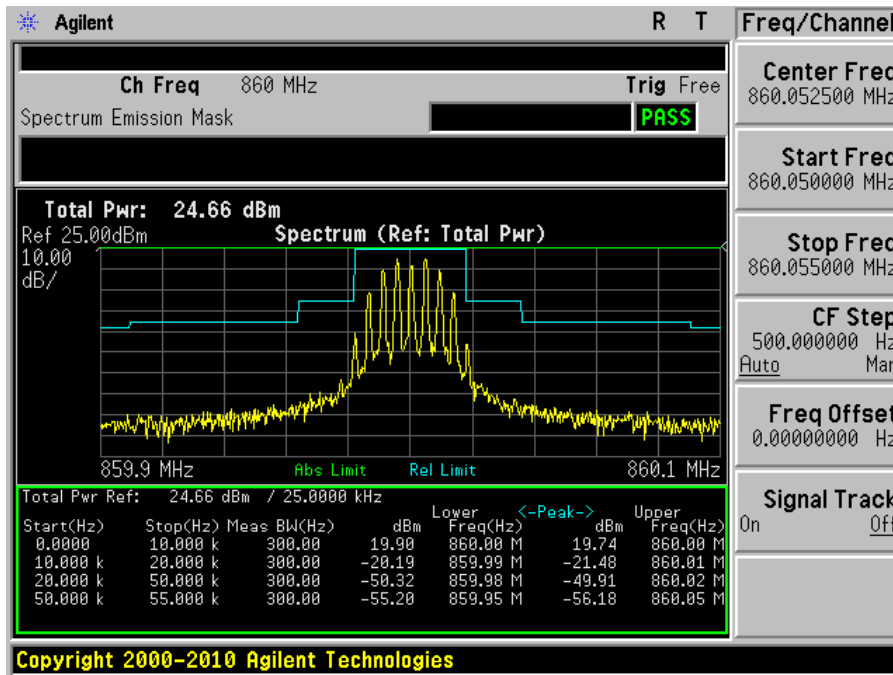 Agilent R T Freq/Channel
Ch Freq 860 MHz Trig Free
Spectrum Emission Mask PASS
Total Pwr: 24.66 dBm
Ref 25.00dBm Spectrum (Ref: Total Pwr)
10.00
dB/
859.9 MHz Abs Limit Rel Limit 860.1 MHz
Total Pwr Ref: 24.66 dBm / 25.0000 kHz
Lower <-Peak-> Upper
Start(Hz) Stop(Hz) Meas BW(Hz) dBm Freq(Hz) dBm Freq(Hz)
0.0000 10.000 k 300.00 19.90 860.00 M 19.74 860.00 M
10.000 k 20.000 k 300.00 -20.19 859.99 M -21.48 860.01 M
20.000 k 50.000 k 300.00 -50.32 859.98 M -49.91 860.02 M
50.000 k 55.000 k 300.00 -55.20 859.95 M -56.18 860.05 M
Center Freq
860.052500 MHz
Start Freq
860.050000 MHz
Stop Freq
860.055000 MHz
CF Step
500.000000 Hz
Auto Man
Freq Offset
0.00000000 Hz
Signal Track
On Off
Copyright 2000-2010 Agilent Technologies